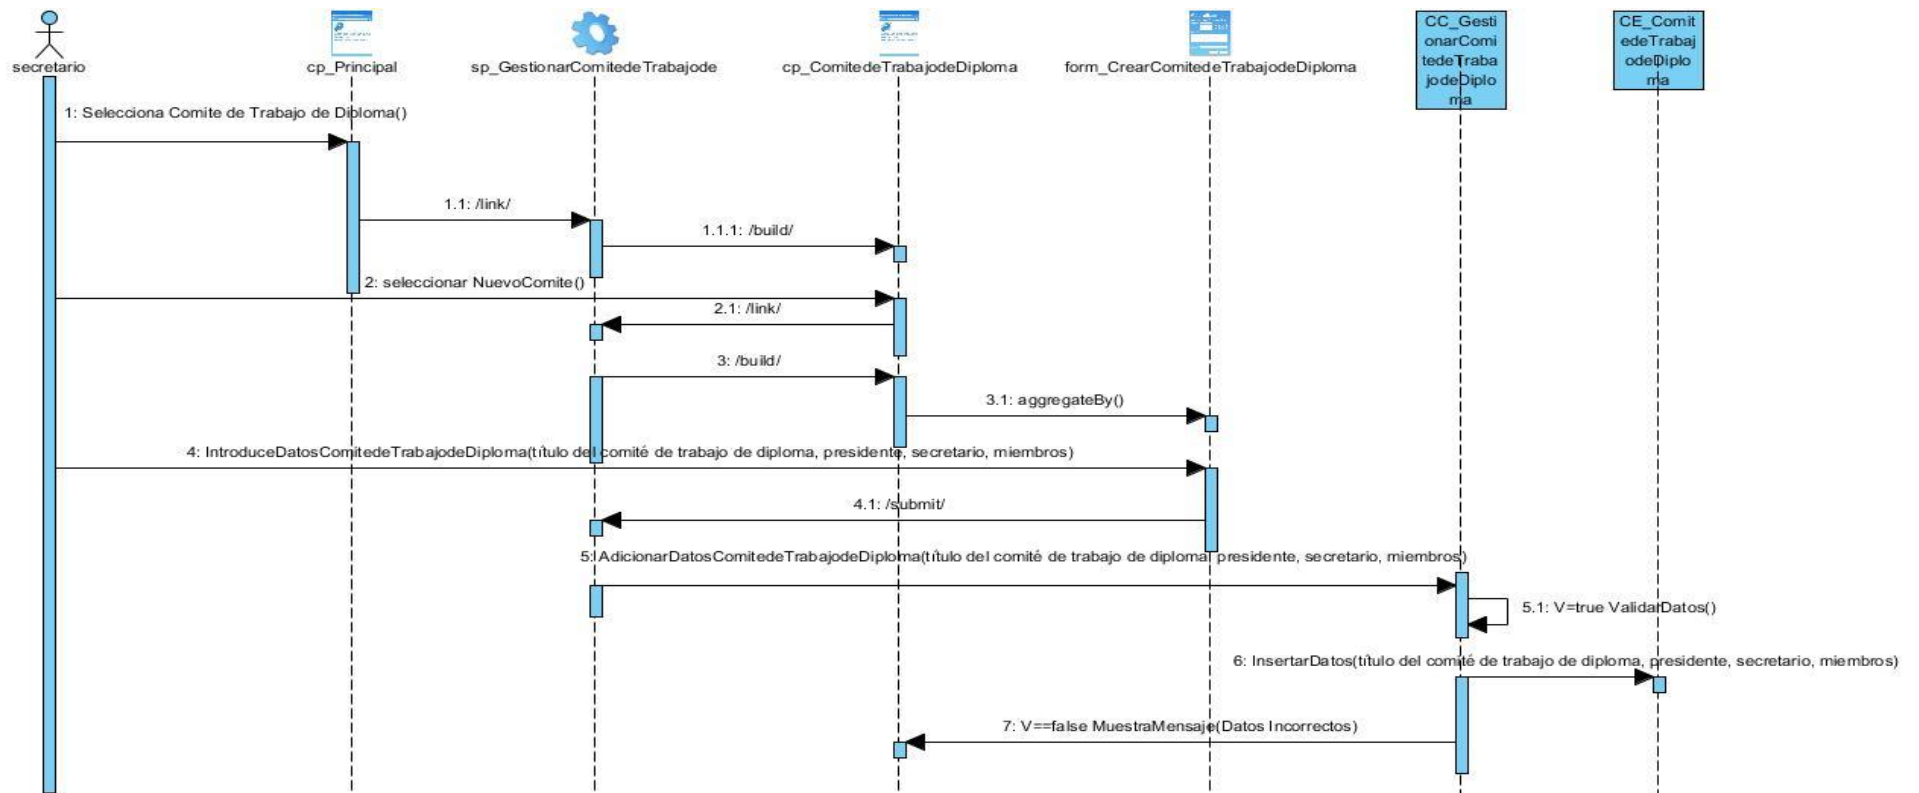 secretario
cp_Principal
sp_GestionarComitedeTrabajode
cp_ComitedeTrabajodeDiploma
form_CrearComitedeTrabajodeDiploma
CC_Gesti
onarComi
tedeTraba
jodeDiplo
ma
CE_Comit
edeTrabaj
odeDiplo
ma
1: Selecciona Comite de Trabajo de Diploma()
1.1: /link/
1.1.1: /build/
2: seleccionar NuevoComite()
2.1: /link/
3: /build/
3.1: aggregateBy()
4: IntroduceDatosComitedeTrabajodeDiploma(título del comité de trabajo de diploma, presidente, secretario, miembros)
4.1: /submit/
5: AdicionarDatosComitedeTrabajodeDiploma(título del comité de trabajo de diploma, presidente, secretario, miembros)
5.1: V=true ValidarDatos()
6: InsertarDatos(título del comité de trabajo de diploma, presidente, secretario, miembros)
7: V==false MuestraMensaje(Datos Incorrectos)